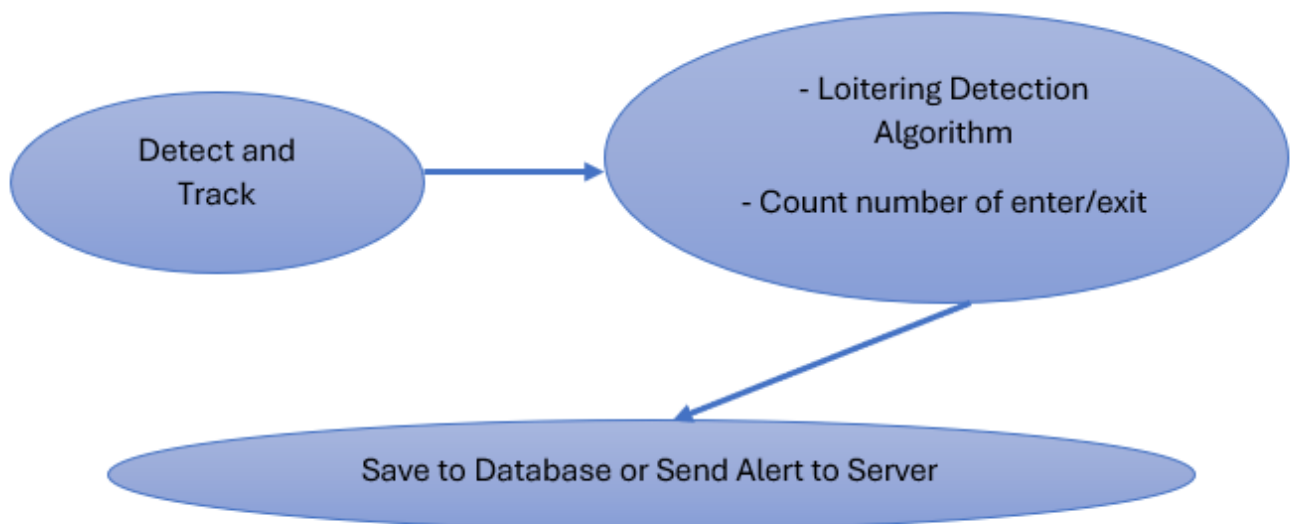 Detect and
Track
- Loitering Detection
Algorithm
- Count number of enter/exit
Save to Database or Send Alert to Server